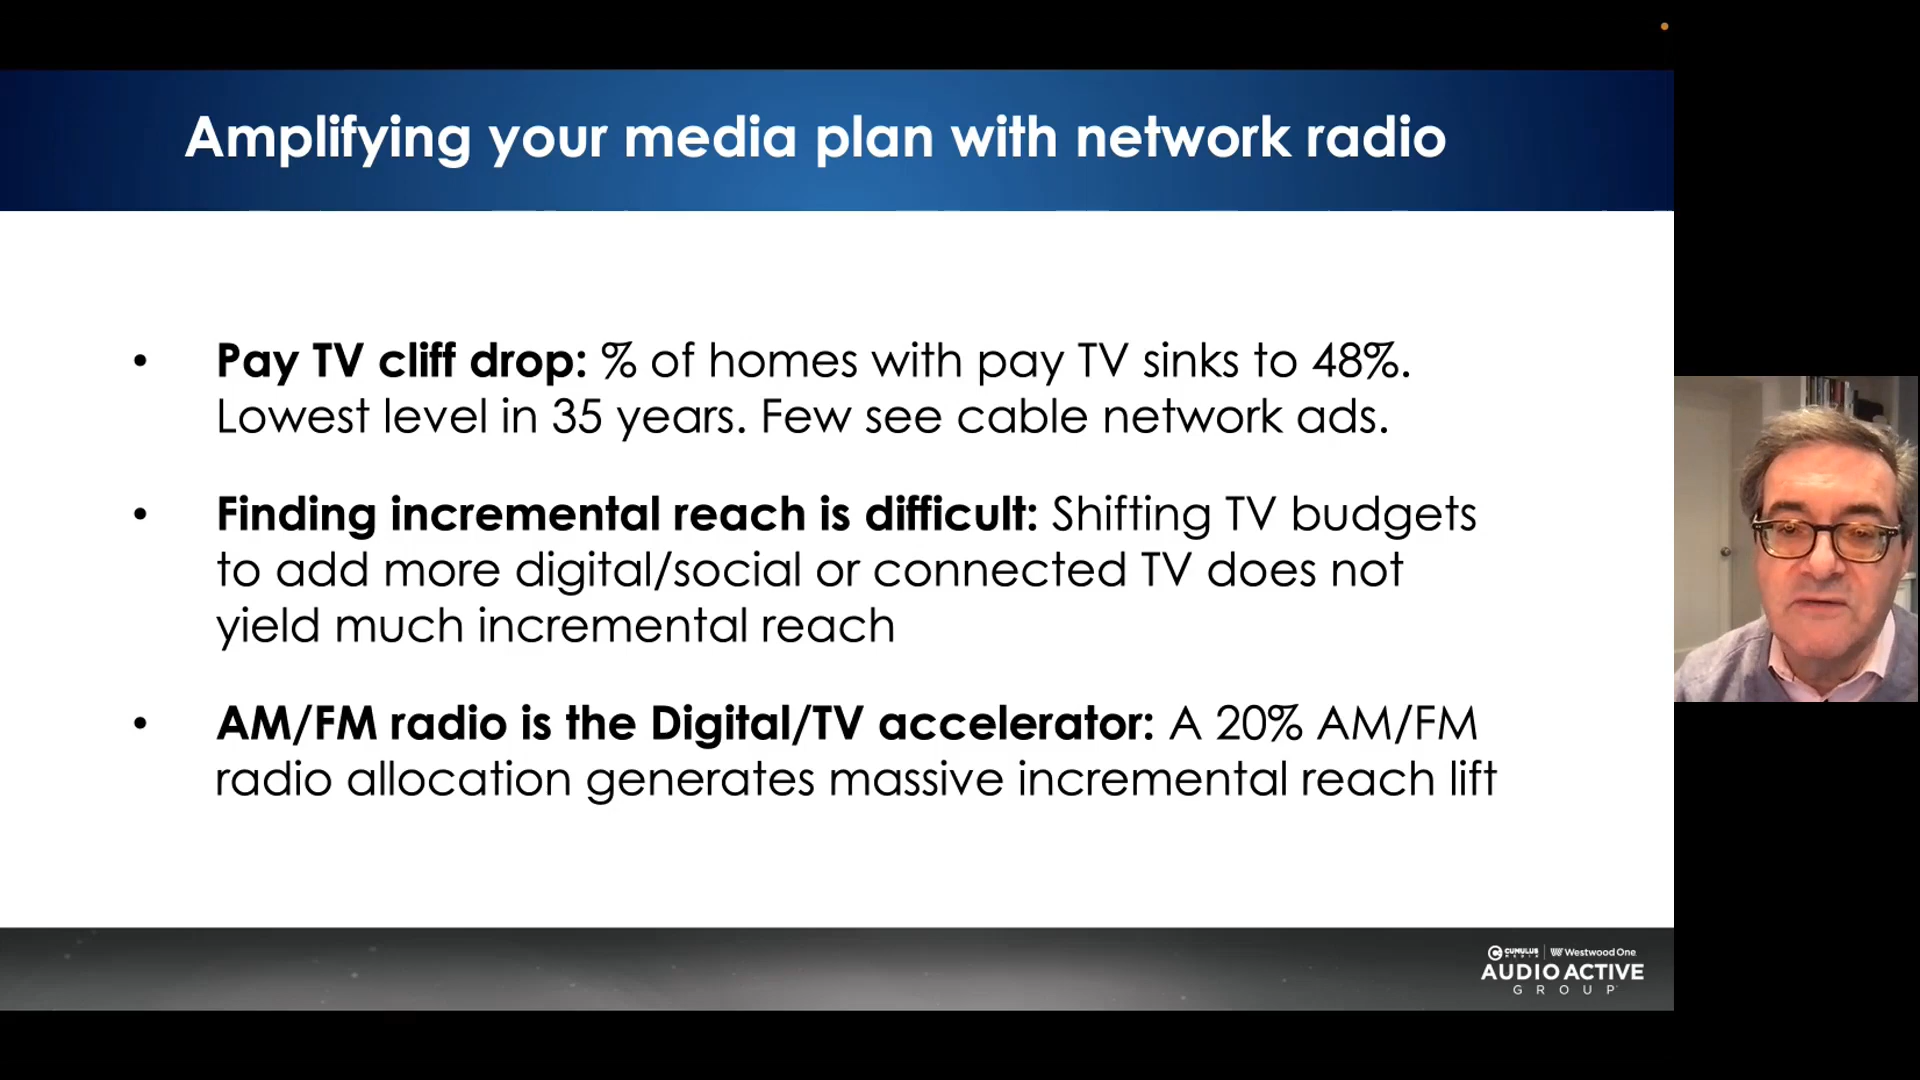 Amplifying your media plan with network radio
• Pay TV cliff drop: % of homes with pay TV sinks to 48%.
Lowest level in 35 years. Few see cable network ads.
• Finding incremental reach is difficult: Shifting TV budgets
to add more digital/social or connected TV does not
yield much incremental reach
• AM/FM radio is the Digital/TV accelerator: A 20% AM/FM
radio allocation generates massive incremental reach lift
CUMULUS MEDIA | Westwood One
AUDIO ACTIVE
GROUP